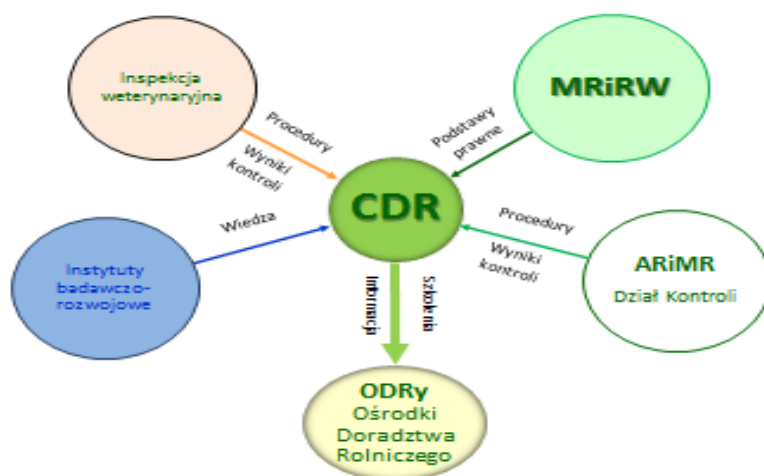 Inspekcja
weterynaryjna
MRiRW
Procedury
Wyniki
kontroli
Podstawy
prawne
CDR
Wiedza
Procedury
Wyniki
kontroli
Instytuty
badawczo-
rozwojowe
ARiMR
Dział Kontroli
Szkolenia
Informacji
ODRy
Ośrodki
Doradztwa
Rolniczego